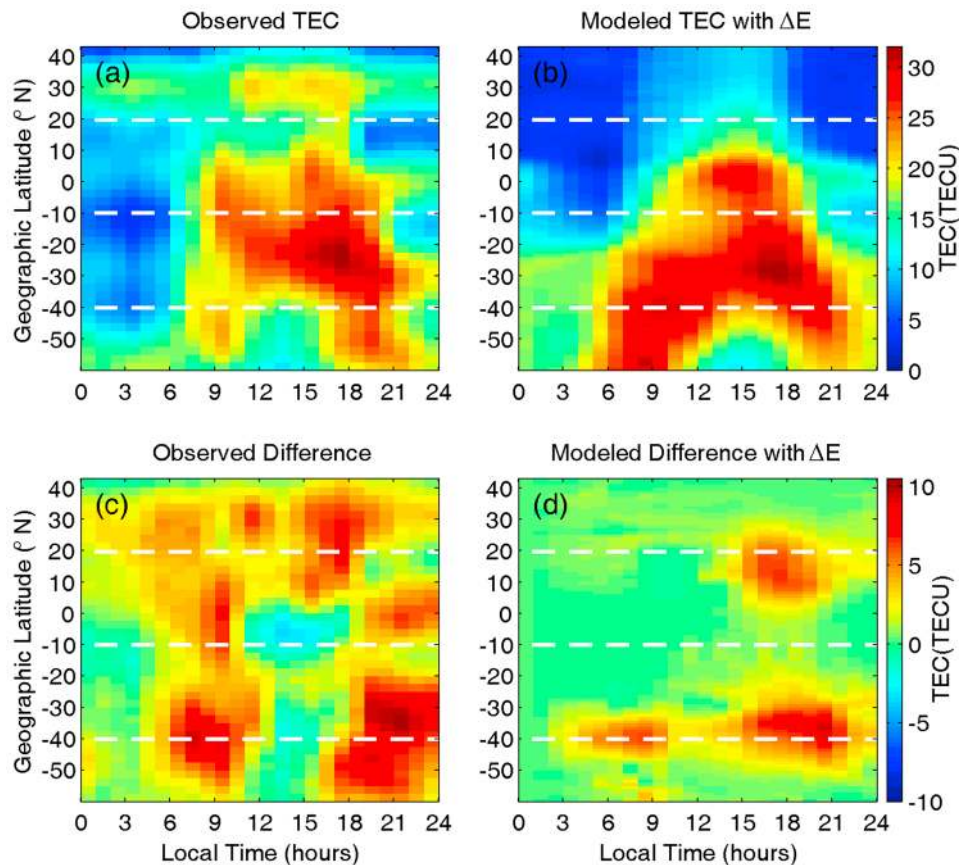 Observed TEC
Modeled TEC with ΔE
(a)
40
30
20
10
0
-10
-20
-30
-40
-50
Geographic Latitude (° N)
0 3 6 9 12 15 18 21 24
(b)
40
30
20
10
0
-10
-20
-30
-40
-50
0 3 6 9 12 15 18 21 24
30
25
20
15
10
5
0
TEC(TECU)
Observed Difference
Modeled Difference with ΔE
(c)
40
30
20
10
0
-10
-20
-30
-40
-50
Geographic Latitude (° N)
0 3 6 9 12 15 18 21 24
Local Time (hours)
(d)
40
30
20
10
0
-10
-20
-30
-40
-50
0 3 6 9 12 15 18 21 24
Local Time (hours)
10
5
0
-5
-10
TEC(TECU)